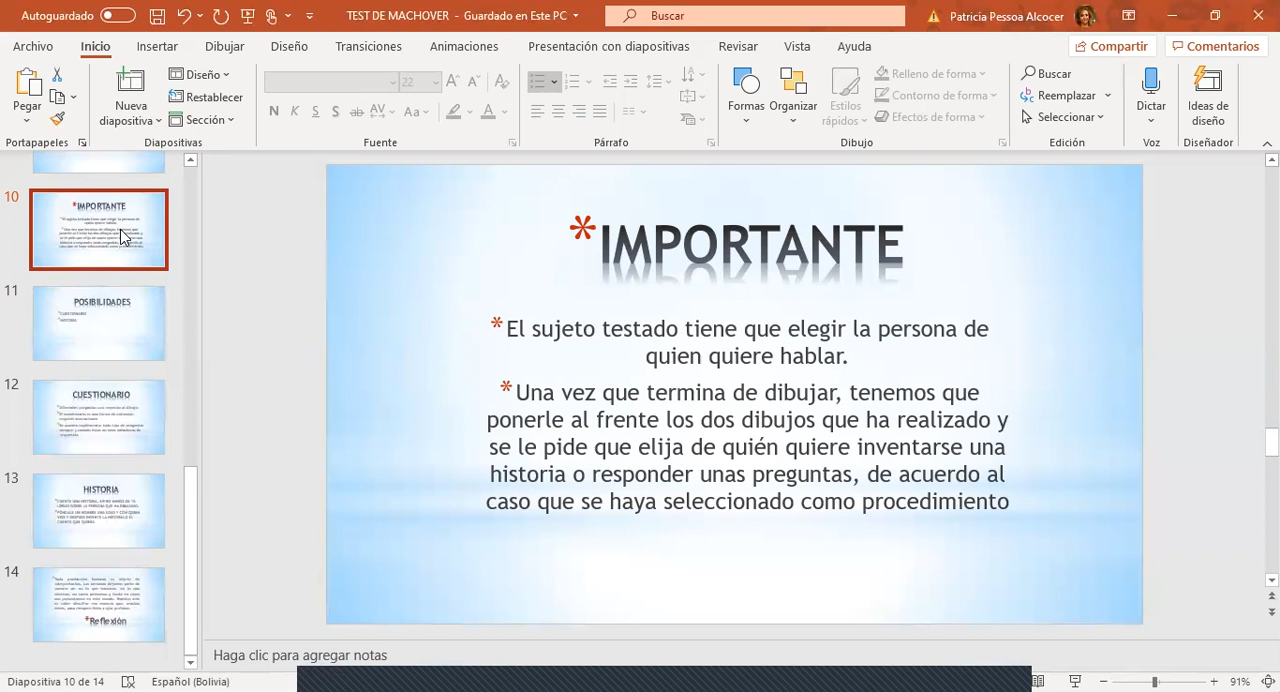 Autoguardado
TEST DE MACHOVER - Guardado en Este PC
Buscar
Patricia Pessoa Alcocer
Archivo Inicio Insertar Dibujar Diseño Transiciones Animaciones Presentación con diapositivas Revisar Vista Ayuda
Compartir Comentarios
Pegar
Nueva
diapositiva
Diseño
Restablecer
Sección
22
N K S S ab AV Aa A
Formas
Organizar
Estilos
rápidos
Relleno de forma
Contorno de forma
Efectos de forma
Buscar
Reemplazar
Seleccionar
Dictar
Ideas de
diseño
Portapapeles Diapositivas Fuente Párrafo Dibujo Edición Voz Diseñador
10
*IMPORTANTE
11
POSIBILIDADES
*CUESTIONARIO
*HISTORIA
12
CUESTIONARIO
13
HISTORIA
14
*Reflexión
*IMPORTANTE
*El sujeto testado tiene que elegir la persona de
quien quiere hablar.
*Una vez que termina de dibujar, tenemos que
ponerle al frente los dos dibujos que ha realizado y
se le pide que elija de quién quiere inventarse una
historia o responder unas preguntas, de acuerdo al
caso que se haya seleccionado como procedimiento
Haga clic para agregar notas
Diapositiva 10 de 14 Español (Bolivia)
91%